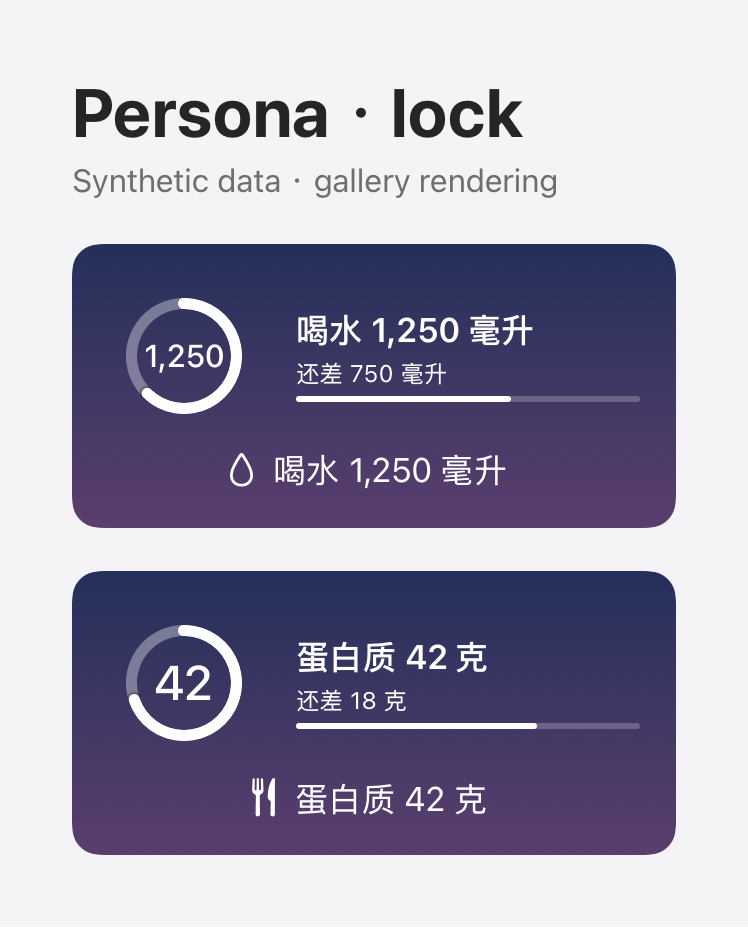 Persona · lock
Synthetic data · gallery rendering
1,250
喝水 1,250 毫升
还差 750 毫升
喝水 1,250 毫升
42
蛋白质 42 克
还差 18 克
蛋白质 42 克